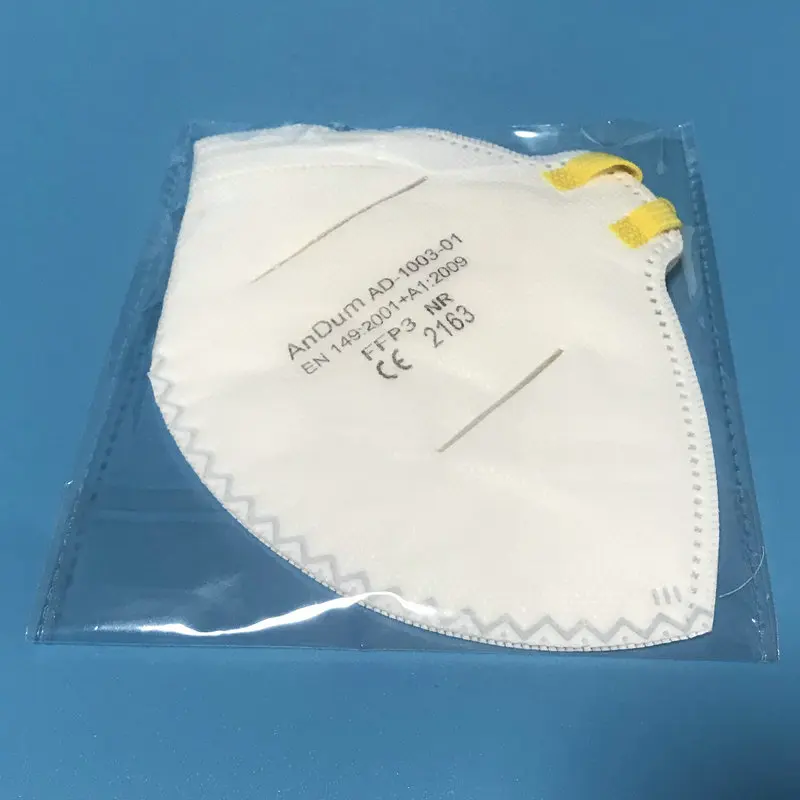 AnDum AD-1003-01
EN 149:2001+A1:2009
FFP3 NR
CE 2163